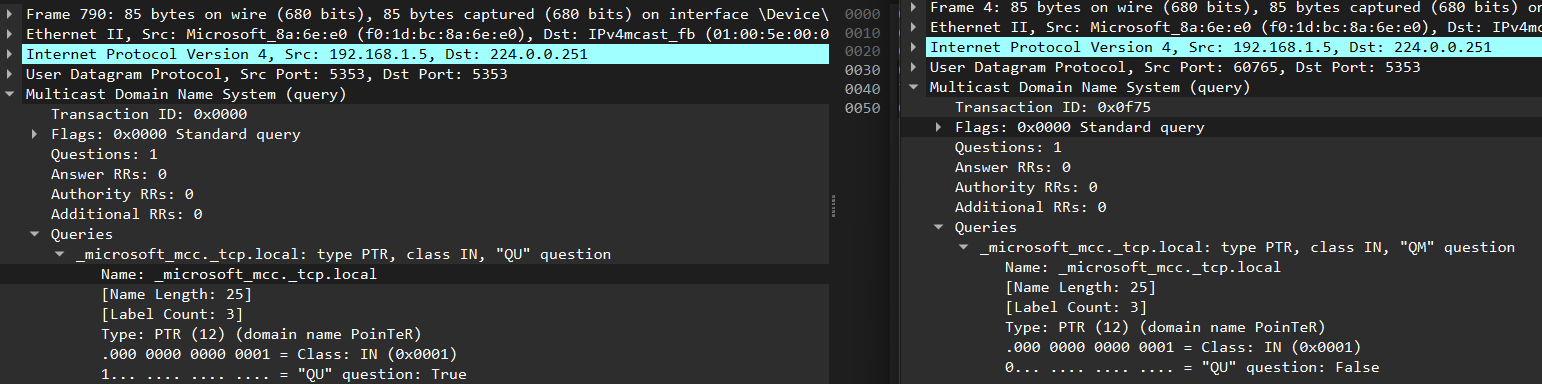 Frame 790: 85 bytes on wire (680 bits), 85 bytes captured (680 bits) on interface \Device\
Ethernet II, Src: Microsoft_8a:6e:e0 (f0:1d:bc:8a:6e:e0), Dst: IPv4mcast_fb (01:00:5e:00:0
Internet Protocol Version 4, Src: 192.168.1.5, Dst: 224.0.0.251
User Datagram Protocol, Src Port: 5353, Dst Port: 5353
Multicast Domain Name System (query)
Transaction ID: 0x0000
Flags: 0x0000 Standard query
Questions: 1
Answer RRs: 0
Authority RRs: 0
Additional RRs: 0
Queries
_microsoft_mcc._tcp.local: type PTR, class IN, "QU" question
Name: _microsoft_mcc._tcp.local
[Name Length: 25]
[Label Count: 3]
Type: PTR (12) (domain name PoinTeR)
.000 0000 0000 0001 = Class: IN (0x0001)
1... .... .... .... = "QU" question: True
0000
0010
0020
0030
0040
0050
Frame 4: 85 bytes on wire (680 bits), 85 bytes captured (680 bits) o
Ethernet II, Src: Microsoft_8a:6e:e0 (f0:1d:bc:8a:6e:e0), Dst: IPv4mc
Internet Protocol Version 4, Src: 192.168.1.5, Dst: 224.0.0.251
User Datagram Protocol, Src Port: 60765, Dst Port: 5353
Multicast Domain Name System (query)
Transaction ID: 0x0f75
Flags: 0x0000 Standard query
Questions: 1
Answer RRs: 0
Authority RRs: 0
Additional RRs: 0
Queries
_microsoft_mcc._tcp.local: type PTR, class IN, "QM" question
Name: _microsoft_mcc._tcp.local
[Name Length: 25]
[Label Count: 3]
Type: PTR (12) (domain name PoinTeR)
.000 0000 0000 0001 = Class: IN (0x0001)
0... .... .... .... = "QU" question: False